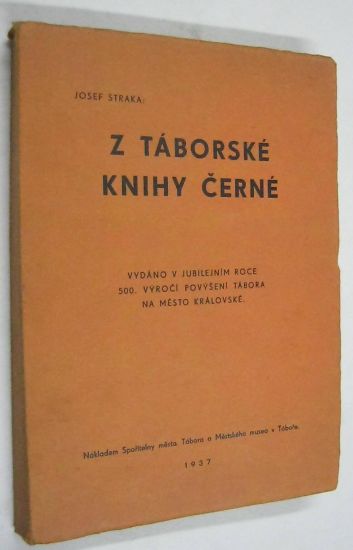 JOSEF STRAKA:
Z TÁBORSKÉ
KNIHY ČERNÉ
VYDÁNO V JUBILEJNÍM ROCE
500. VÝROČÍ POVÝŠENÍ TÁBORA
NA MĚSTO KRÁLOVSKÉ.
Nákladem Spořitelny města Tábora a Městského musea v Táboře.
1937